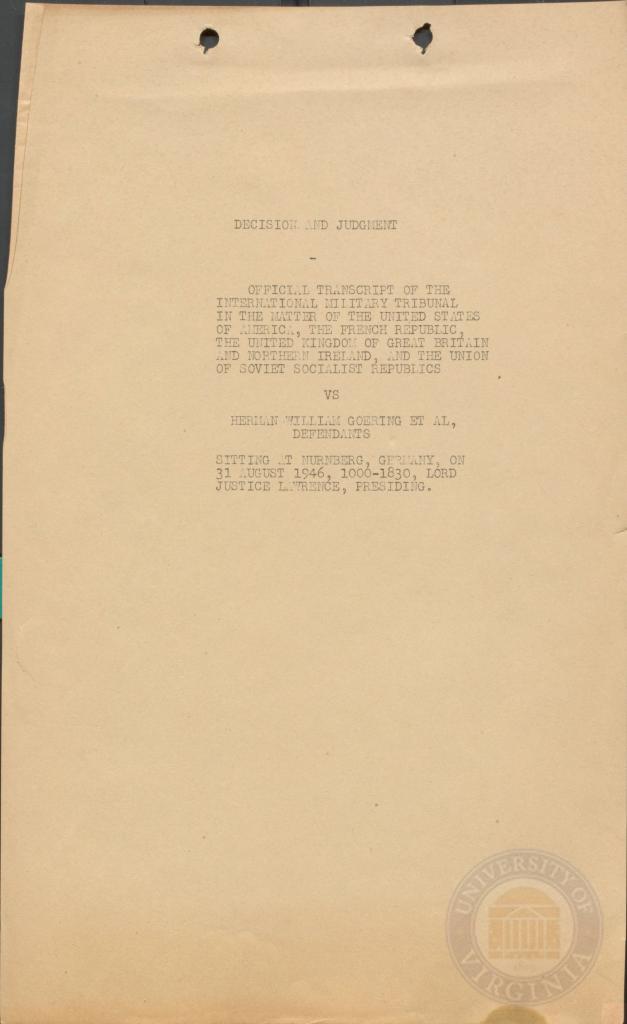 DECISION AND JUDGMENT
-
OFFICIAL TRANSCRIPT OF THE
INTERNATIONAL MILITARY TRIBUNAL
IN THE MATTER OF THE UNITED STATES
OF AMERICA, THE FRENCH REPUBLIC,
THE UNITED KINGDOM OF GREAT BRITAIN
AND NORTHERN IRELAND, AND THE UNION
OF SOVIET SOCIALIST REPUBLICS
VS
HERMAN WILLIAM GOERING ET AL,
DEFENDANTS
SITTING AT NURNBERG, GERMANY, ON
31 AUGUST 1946, 1000-1830, LORD
JUSTICE LAWRENCE, PRESIDING.
UNIVERSITY OF
VIRGINIA